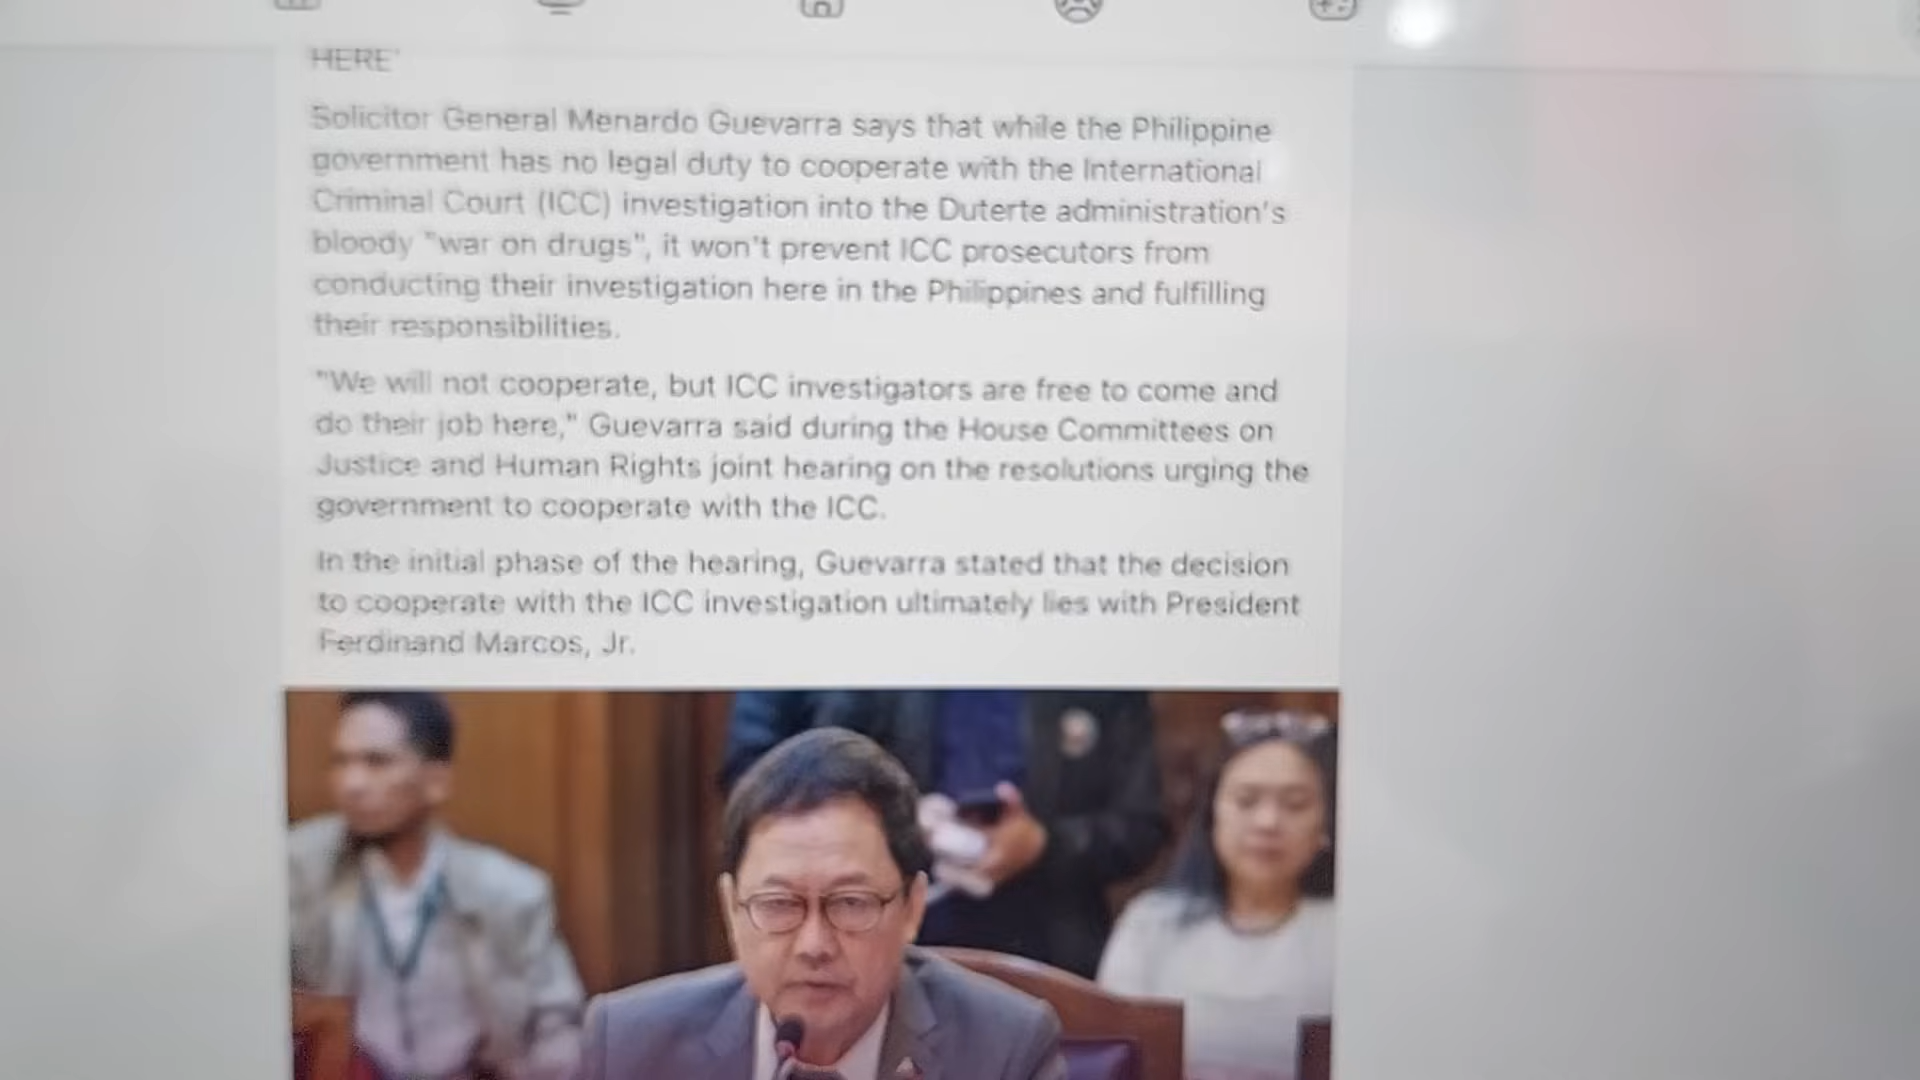 HERE'
Solicitor General Menardo Guevarra says that while the Philippine
government has no legal duty to cooperate with the International
Criminal Court (ICC) investigation into the Duterte administration's
bloody "war on drugs", it won't prevent ICC prosecutors from
conducting their investigation here in the Philippines and fulfilling
their responsibilities.
"We will not cooperate, but ICC investigators are free to come and
do their job here," Guevarra said during the House Committees on
Justice and Human Rights joint hearing on the resolutions urging the
government to cooperate with the ICC.
In the initial phase of the hearing, Guevarra stated that the decision
to cooperate with the ICC investigation ultimately lies with President
Ferdinand Marcos, Jr.